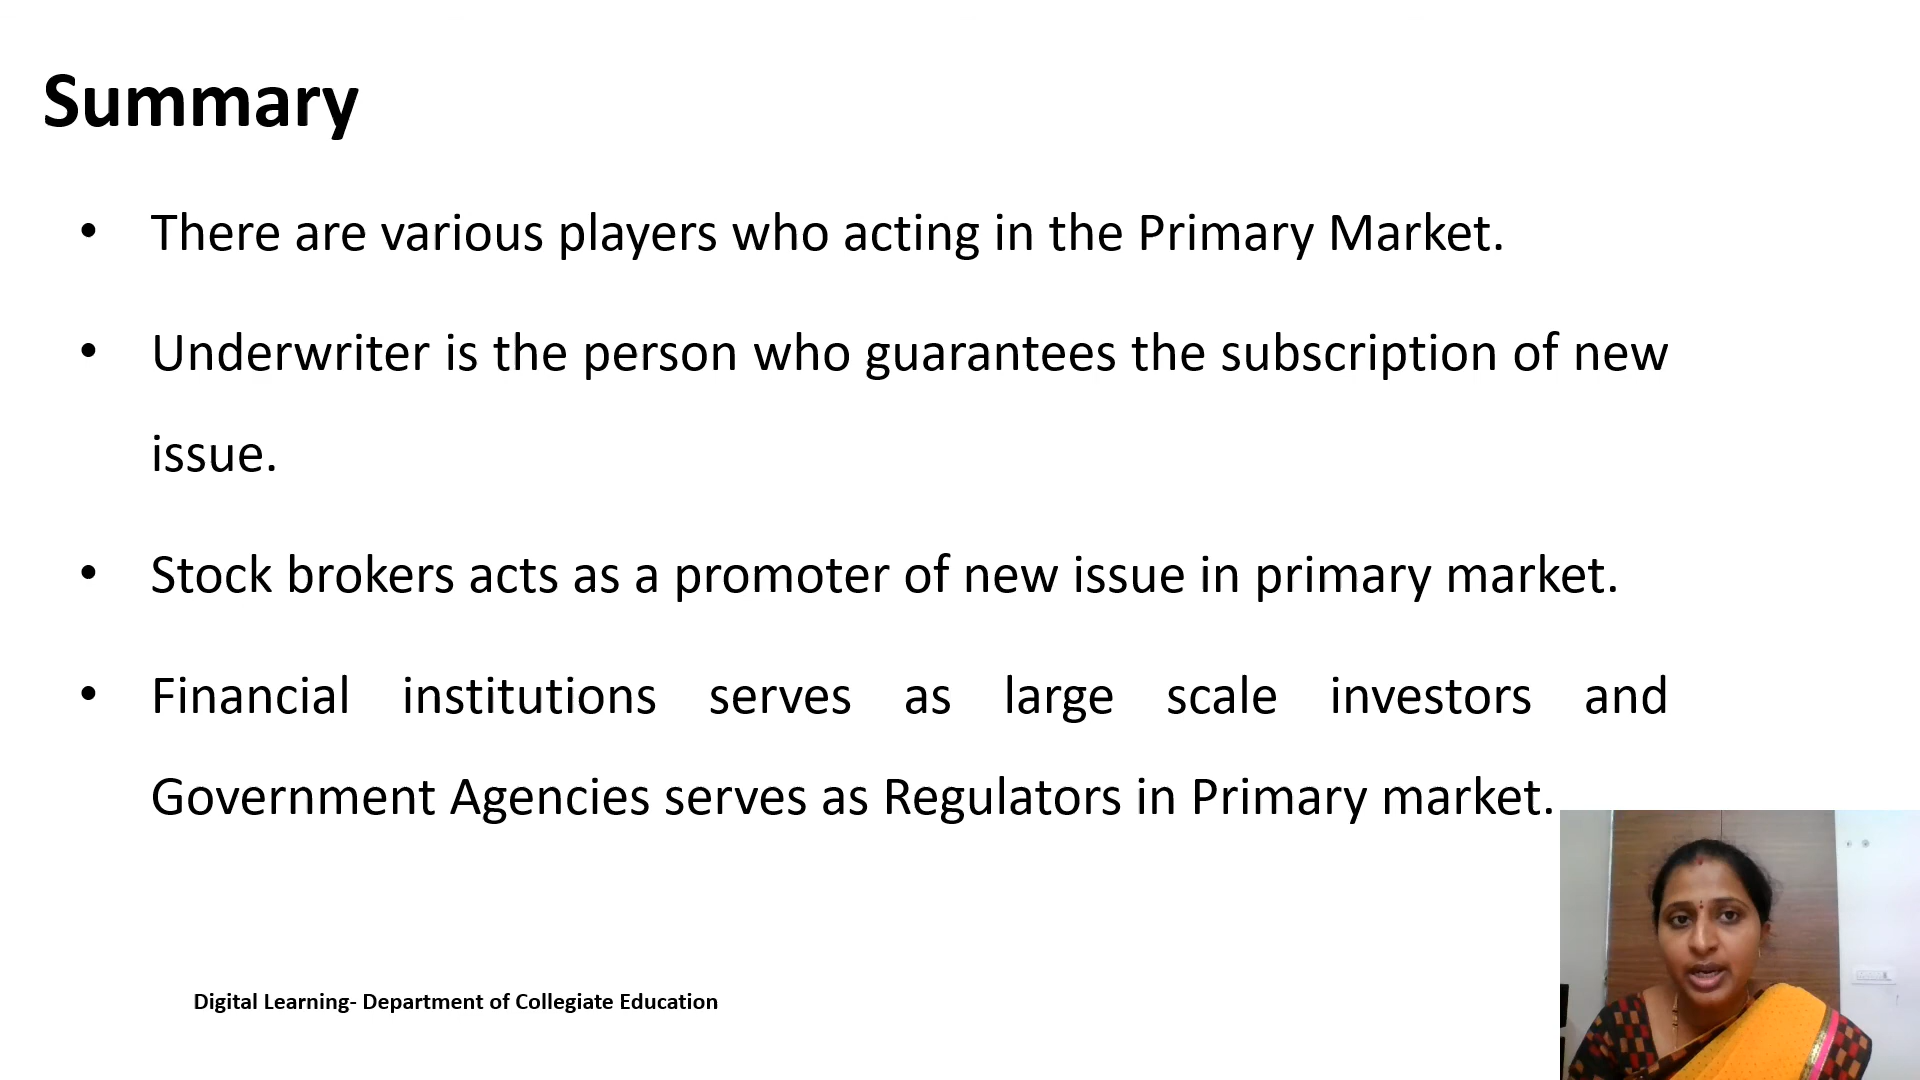 Summary
• There are various players who acting in the Primary Market.
• Underwriter is the person who guarantees the subscription of new
issue.
• Stock brokers acts as a promoter of new issue in primary market.
• Financial institutions serves as large scale investors and
Government Agencies serves as Regulators in Primary market.
Digital Learning- Department of Collegiate Education